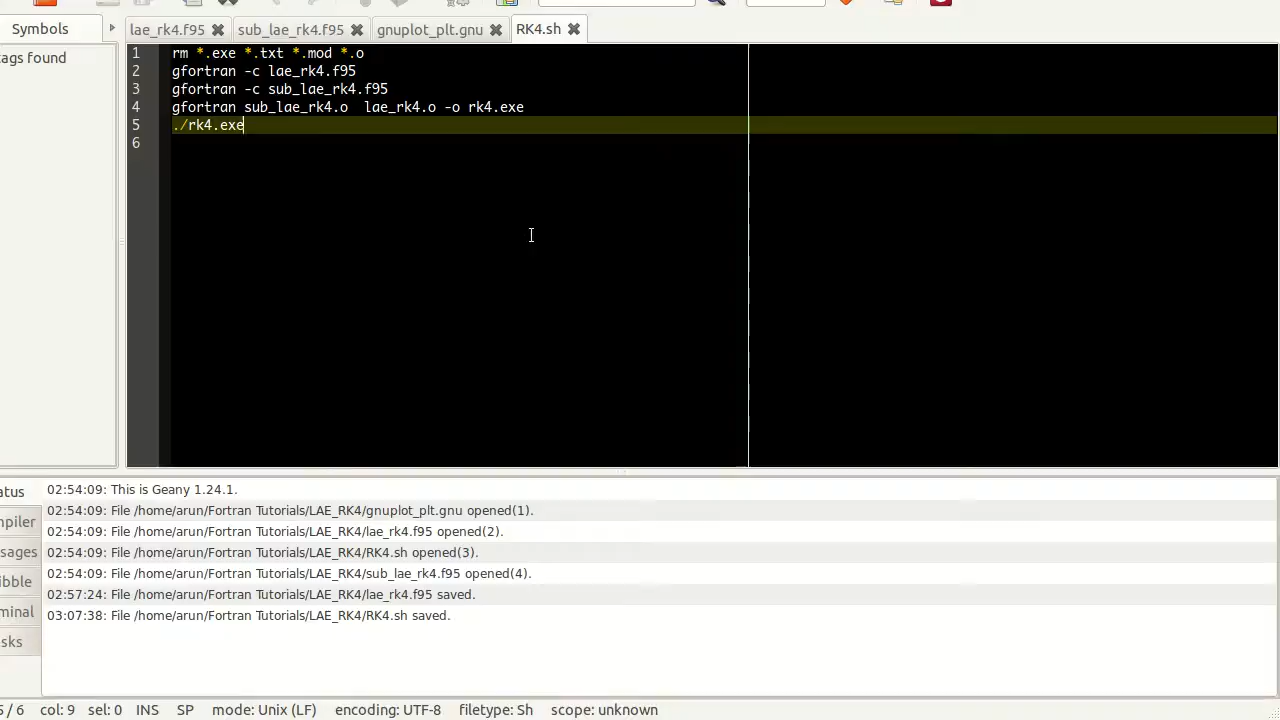 Symbols
lae_rk4.f95
sub_lae_rk4.f95
gnuplot_plt.gnu
RK4.sh
ags found
1 rm *.exe *.txt *.mod *.o
2 gfortran -c lae_rk4.f95
3 gfortran -c sub_lae_rk4.f95
4 gfortran sub_lae_rk4.o  lae_rk4.o -o rk4.exe
5 ./rk4.exe
6
atus
mpiler
sages
ibble
minal
sks
02:54:09: This is Geany 1.24.1.
02:54:09: File /home/arun/Fortran Tutorials/LAE_RK4/gnuplot_plt.gnu opened(1).
02:54:09: File /home/arun/Fortran Tutorials/LAE_RK4/lae_rk4.f95 opened(2).
02:54:09: File /home/arun/Fortran Tutorials/LAE_RK4/RK4.sh opened(3).
02:54:09: File /home/arun/Fortran Tutorials/LAE_RK4/sub_lae_rk4.f95 opened(4).
02:57:24: File /home/arun/Fortran Tutorials/LAE_RK4/lae_rk4.f95 saved.
03:07:38: File /home/arun/Fortran Tutorials/LAE_RK4/RK4.sh saved.
5 / 6 col: 9 sel: 0 INS SP mode: Unix (LF) encoding: UTF-8 filetype: Sh scope: unknown